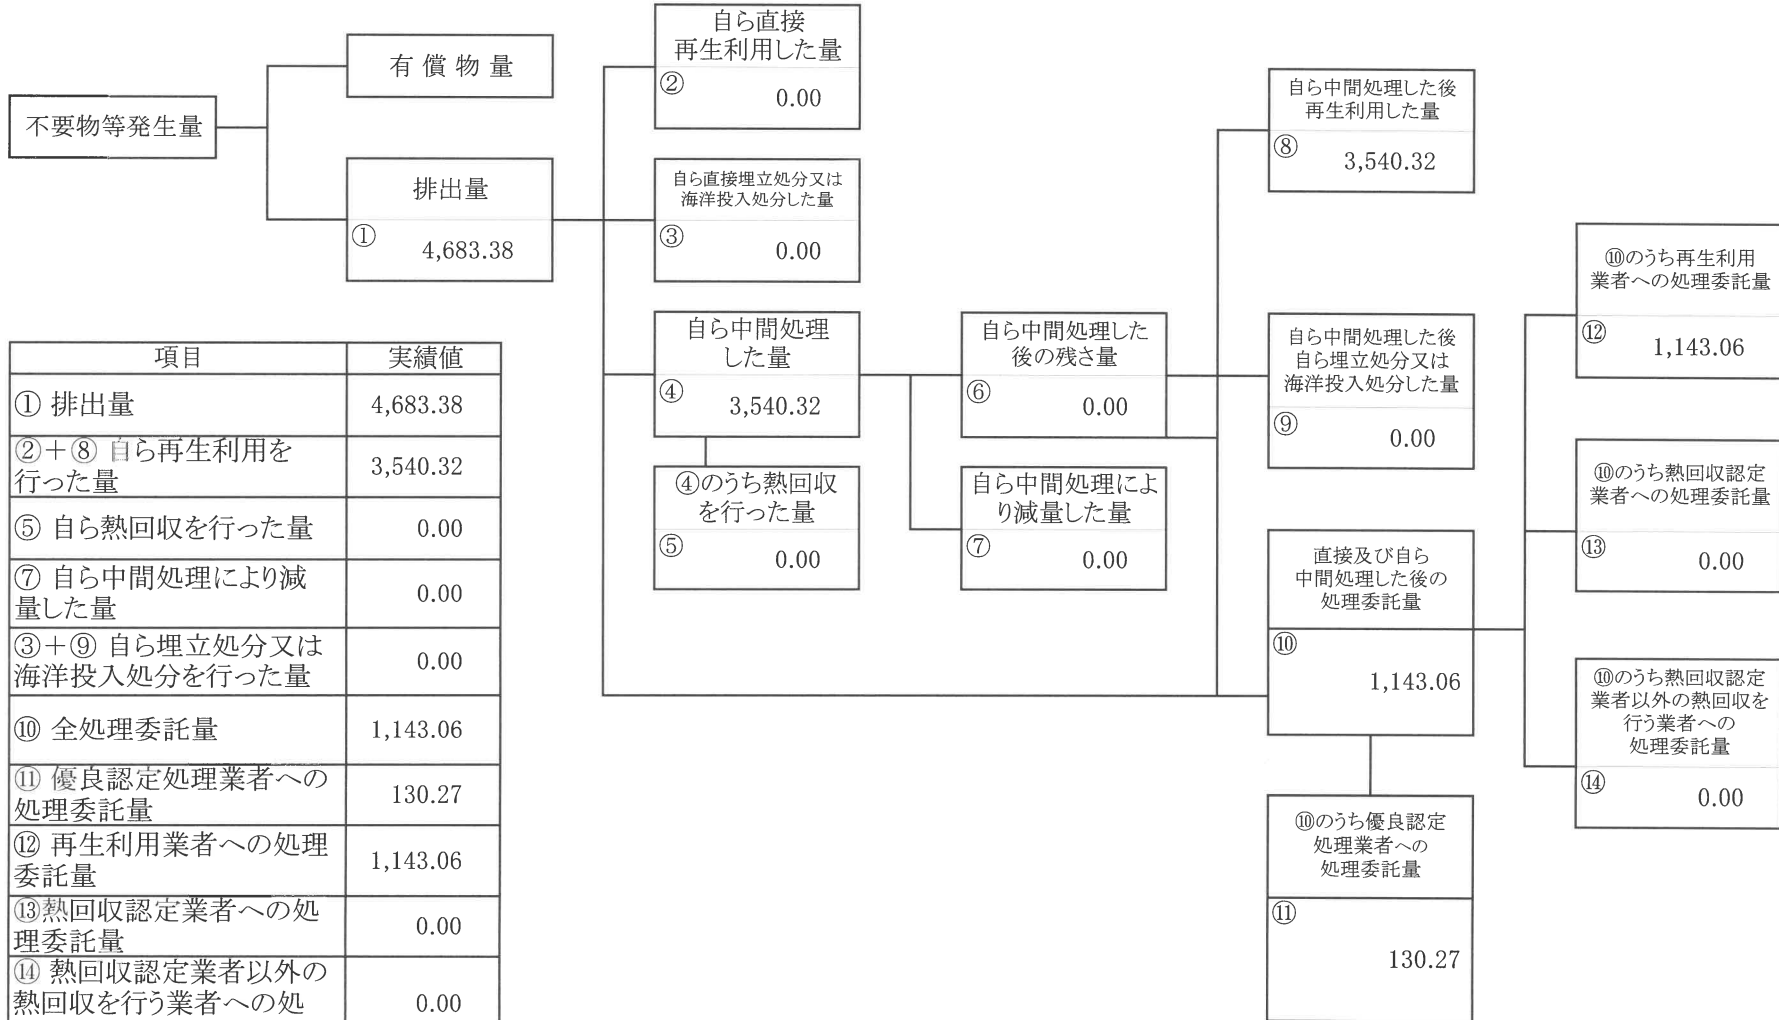 不要物等発生量
有償物量
排出量
①
4,683.38
自ら直接
再生利用した量
②
0.00
自ら直接埋立処分又は
海洋投入処分した量
③
0.00
自ら中間処理
した量
④
3,540.32
④のうち熱回収
を行った量
⑤
0.00
自ら中間処理した
後の残さ量
⑥
0.00
自ら中間処理によ
り減量した量
⑦
0.00
自ら中間処理した後
再生利用した量
⑧
3,540.32
自ら中間処理した後
自ら埋立処分又は
海洋投入処分した量
⑨
0.00
直接及び自ら
中間処理した後の
処理委託量
⑩
1,143.06
⑩のうち優良認定
処理業者への
処理委託量
⑪
130.27
⑩のうち再生利用
業者への処理委託量
⑫
1,143.06
⑩のうち熱回収認定
業者への処理委託量
⑬
0.00
⑩のうち熱回収認定
業者以外の熱回収を
行う業者への
処理委託量
⑭
0.00
項目 実績値
① 排出量 4,683.38
②+⑧ 自ら再生利用を
行った量 3,540.32
⑤ 自ら熱回収を行った量 0.00
⑦ 自ら中間処理により減
量した量 0.00
③+⑨ 自ら埋立処分又は
海洋投入処分を行った量 0.00
⑩ 全処理委託量 1,143.06
⑪ 優良認定処理業者への
処理委託量 130.27
⑫ 再生利用業者への処理
委託量 1,143.06
⑬熱回収認定業者への処
理委託量 0.00
⑭ 熱回収認定業者以外の
熱回収を行う業者への処 0.00